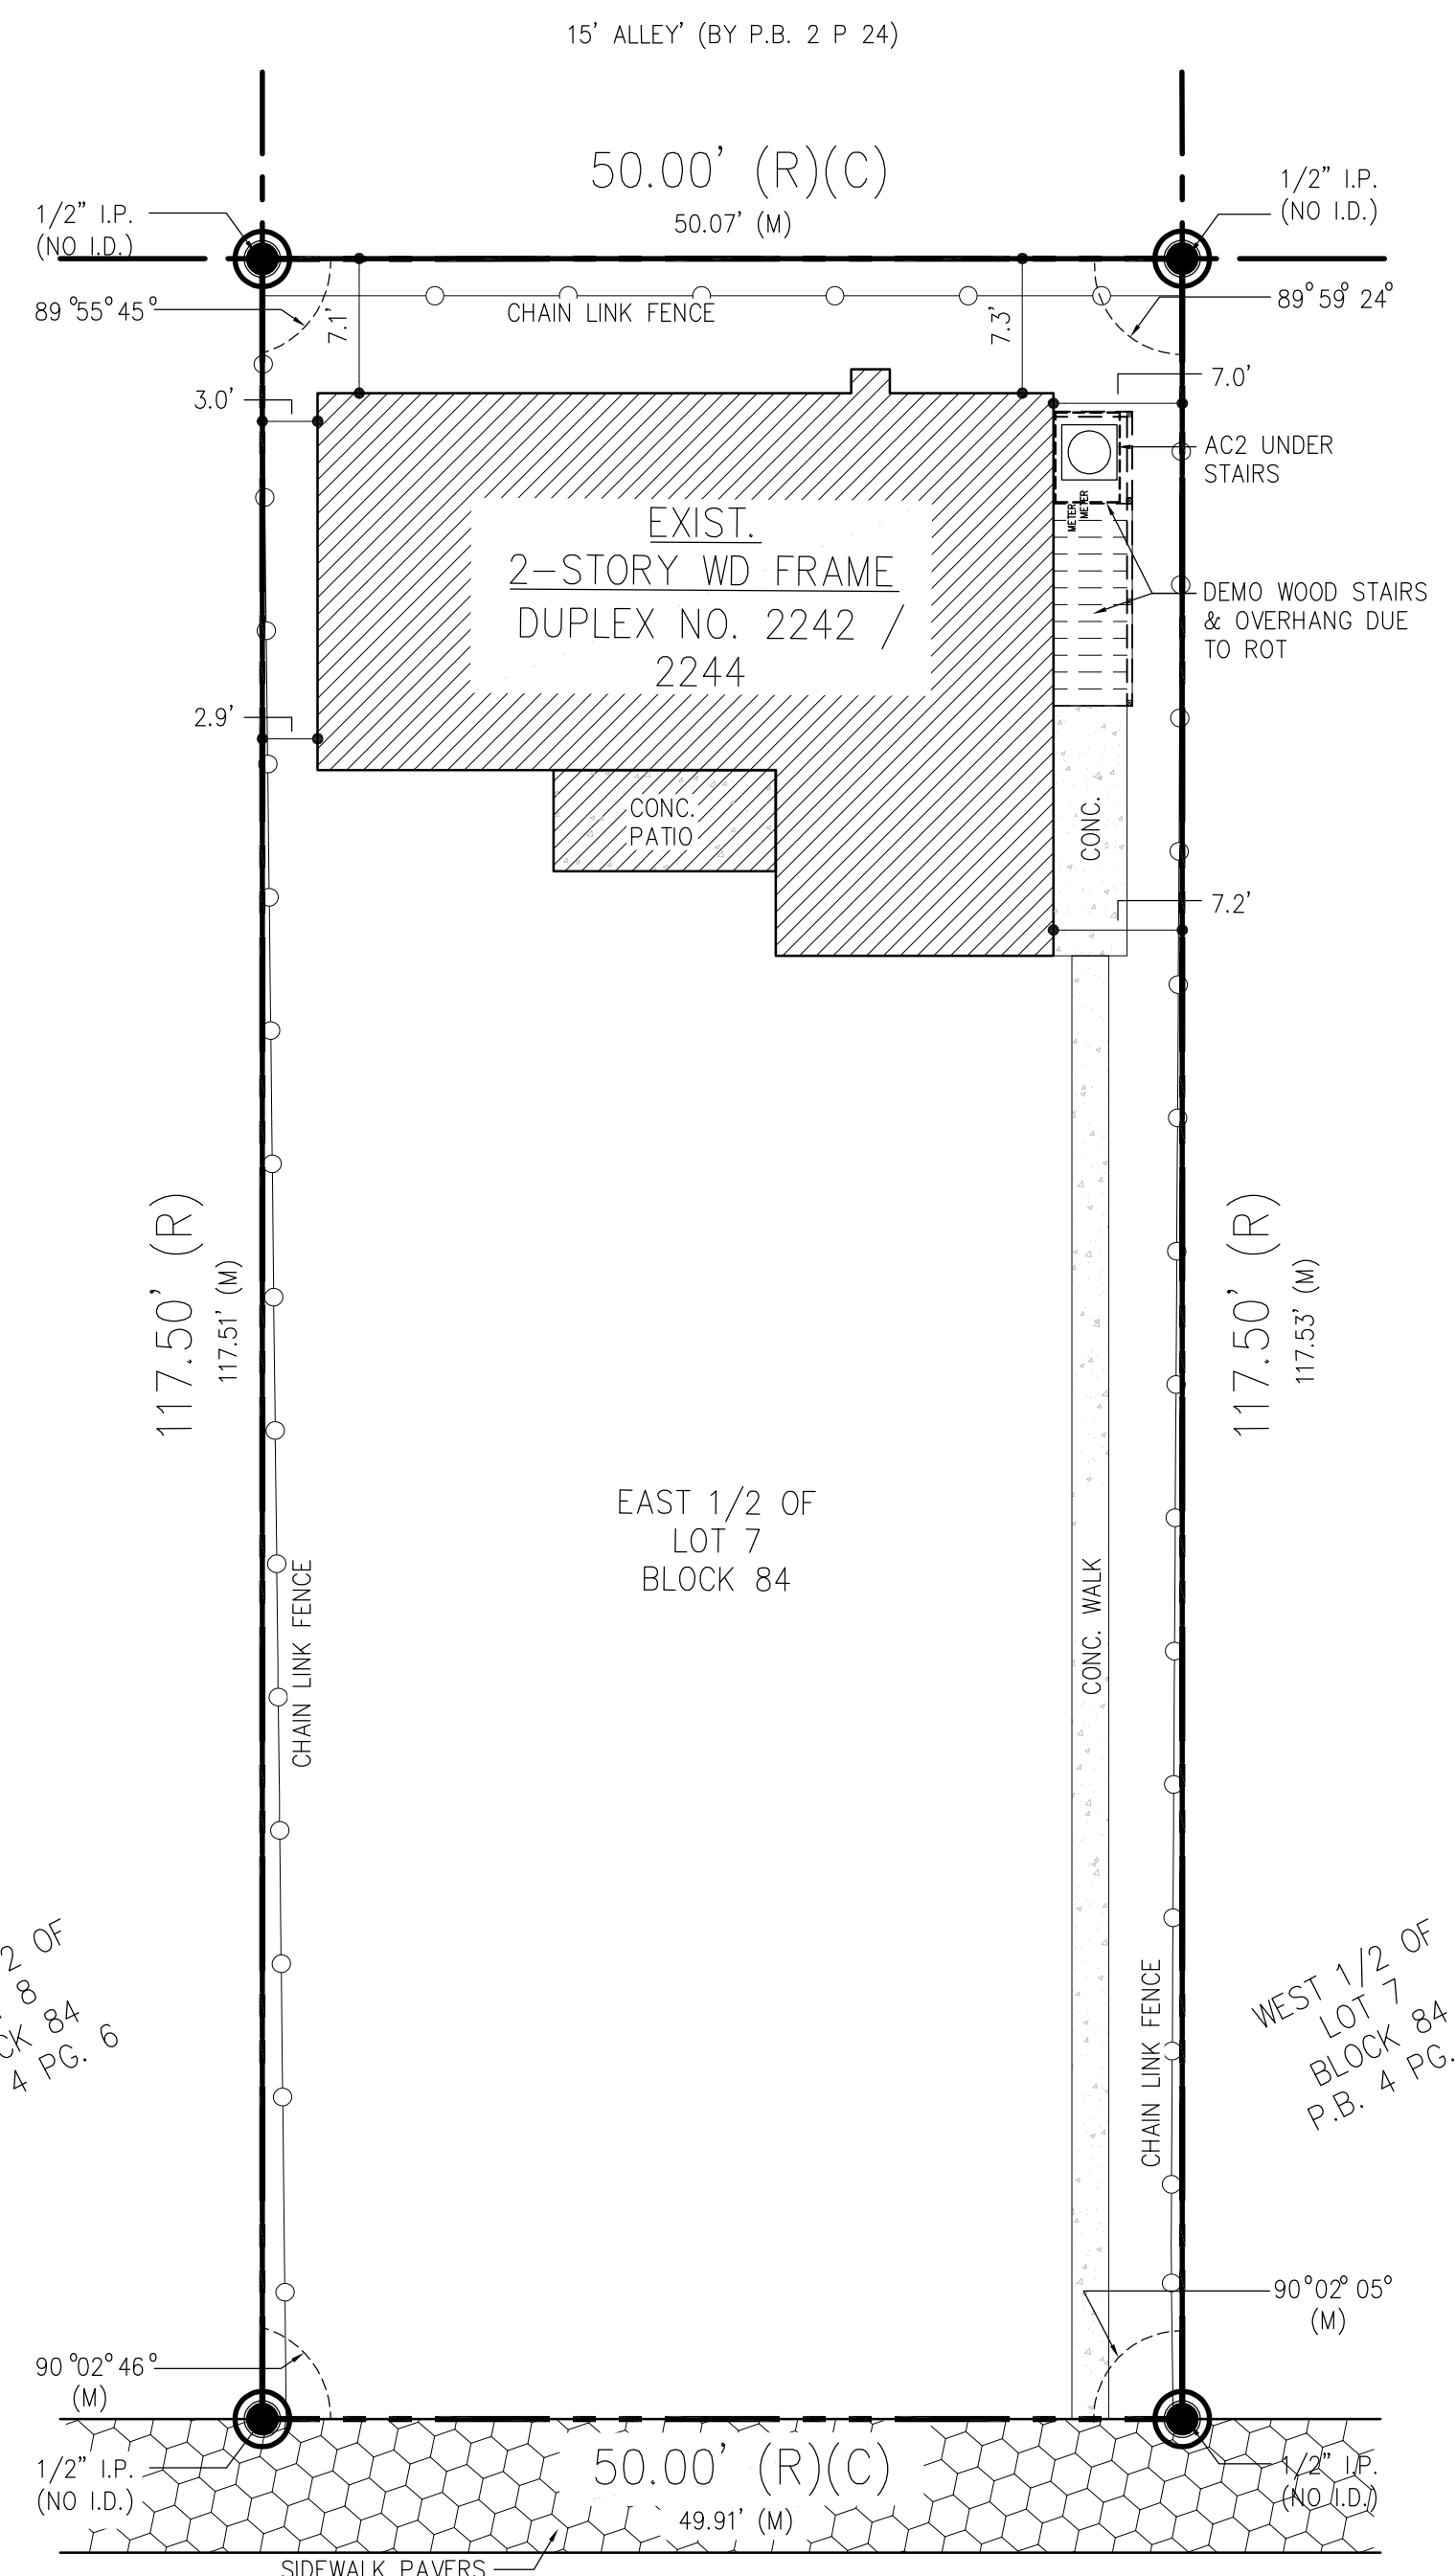 15' ALLEY' (BY P.B. 2 P 24)
50.00' (R)(C)
50.07' (M)
1/2" I.P.
(NO I.D.)
1/2" I.P.
(NO I.D.)
89°55°45°
89°59°24°
CHAIN LINK FENCE
7.1'
7.3'
3.0'
7.0'
AC2 UNDER
STAIRS
METER
METER
EXIST.
2-STORY WD FRAME
DUPLEX NO. 2242 /
2244
DEMO WOOD STAIRS
& OVERHANG DUE
TO ROT
2.9'
CONC.
PATIO
CONC.
7.2'
117.50' (R)
117.51' (M)
117.50' (R)
117.53' (M)
EAST 1/2 OF
LOT 7
BLOCK 84
CHAIN LINK FENCE
CONC. WALK
CHAIN LINK FENCE
2 OF
8
CK 84
4 PG. 6
WEST 1/2 OF
LOT 7
BLOCK 84
P.B. 4 PG.
90°02°05°
(M)
90°02°46°
(M)
1/2" I.P.
(NO I.D.)
1/2" I.P.
(NO I.D.)
50.00' (R)(C)
49.91' (M)
SIDEWALK PAVERS